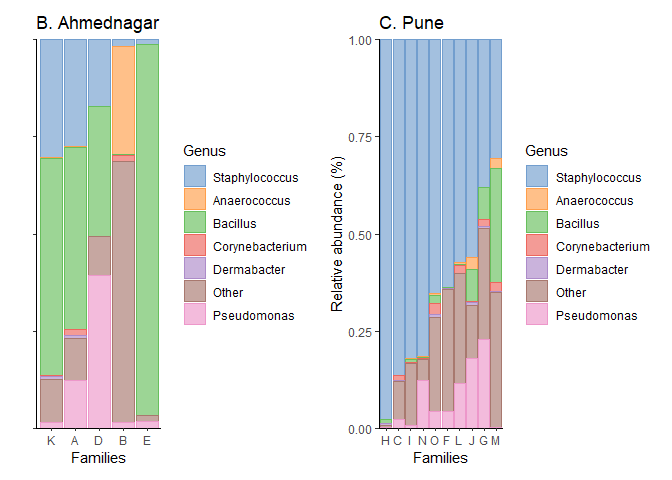 B. Ahmednagar
Genus
Staphylococcus
Anaerococcus
Bacillus
Corynebacterium
Dermabacter
Other
Pseudomonas
K A D B E
Families
C. Pune
Relative abundance (%)
1.00
0.75
0.50
0.25
0.00
H C I N O F L J G M
Families
Genus
Staphylococcus
Anaerococcus
Bacillus
Corynebacterium
Dermabacter
Other
Pseudomonas